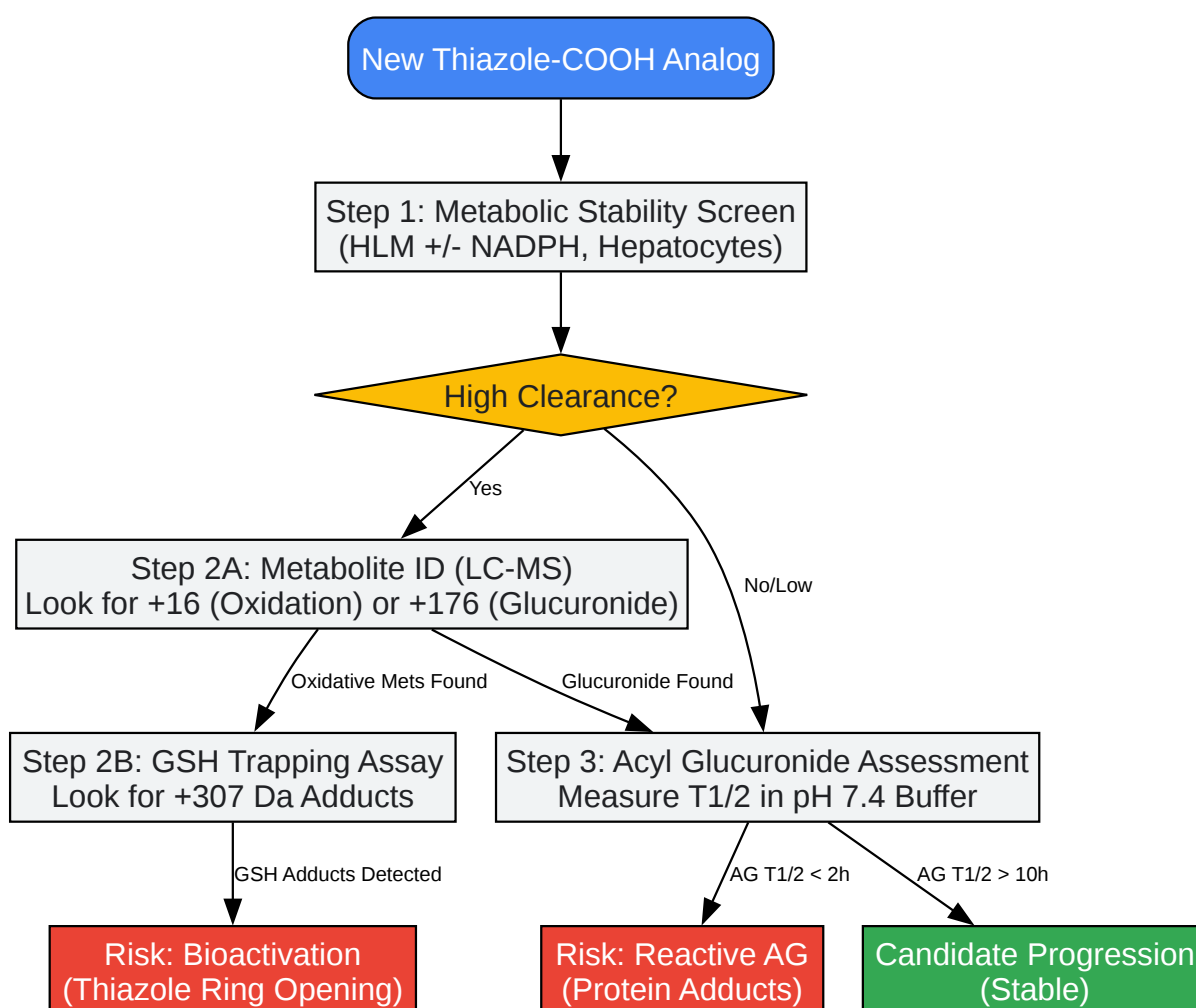 New Thiazole-COOH Analog
Step 1: Metabolic Stability Screen
(HLM +/- NADPH, Hepatocytes)
High Clearance?
Yes
No/Low
Step 2A: Metabolite ID (LC-MS)
Look for +16 (Oxidation) or +176 (Glucuronide)
Oxidative Mets Found
Glucuronide Found
Step 2B: GSH Trapping Assay
Look for +307 Da Adducts
Step 3: Acyl Glucuronide Assessment
Measure T1/2 in pH 7.4 Buffer
GSH Adducts Detected
AG T1/2 < 2h
AG T1/2 > 10h
Risk: Bioactivation
(Thiazole Ring Opening)
Risk: Reactive AG
(Protein Adducts)
Candidate Progression
(Stable)